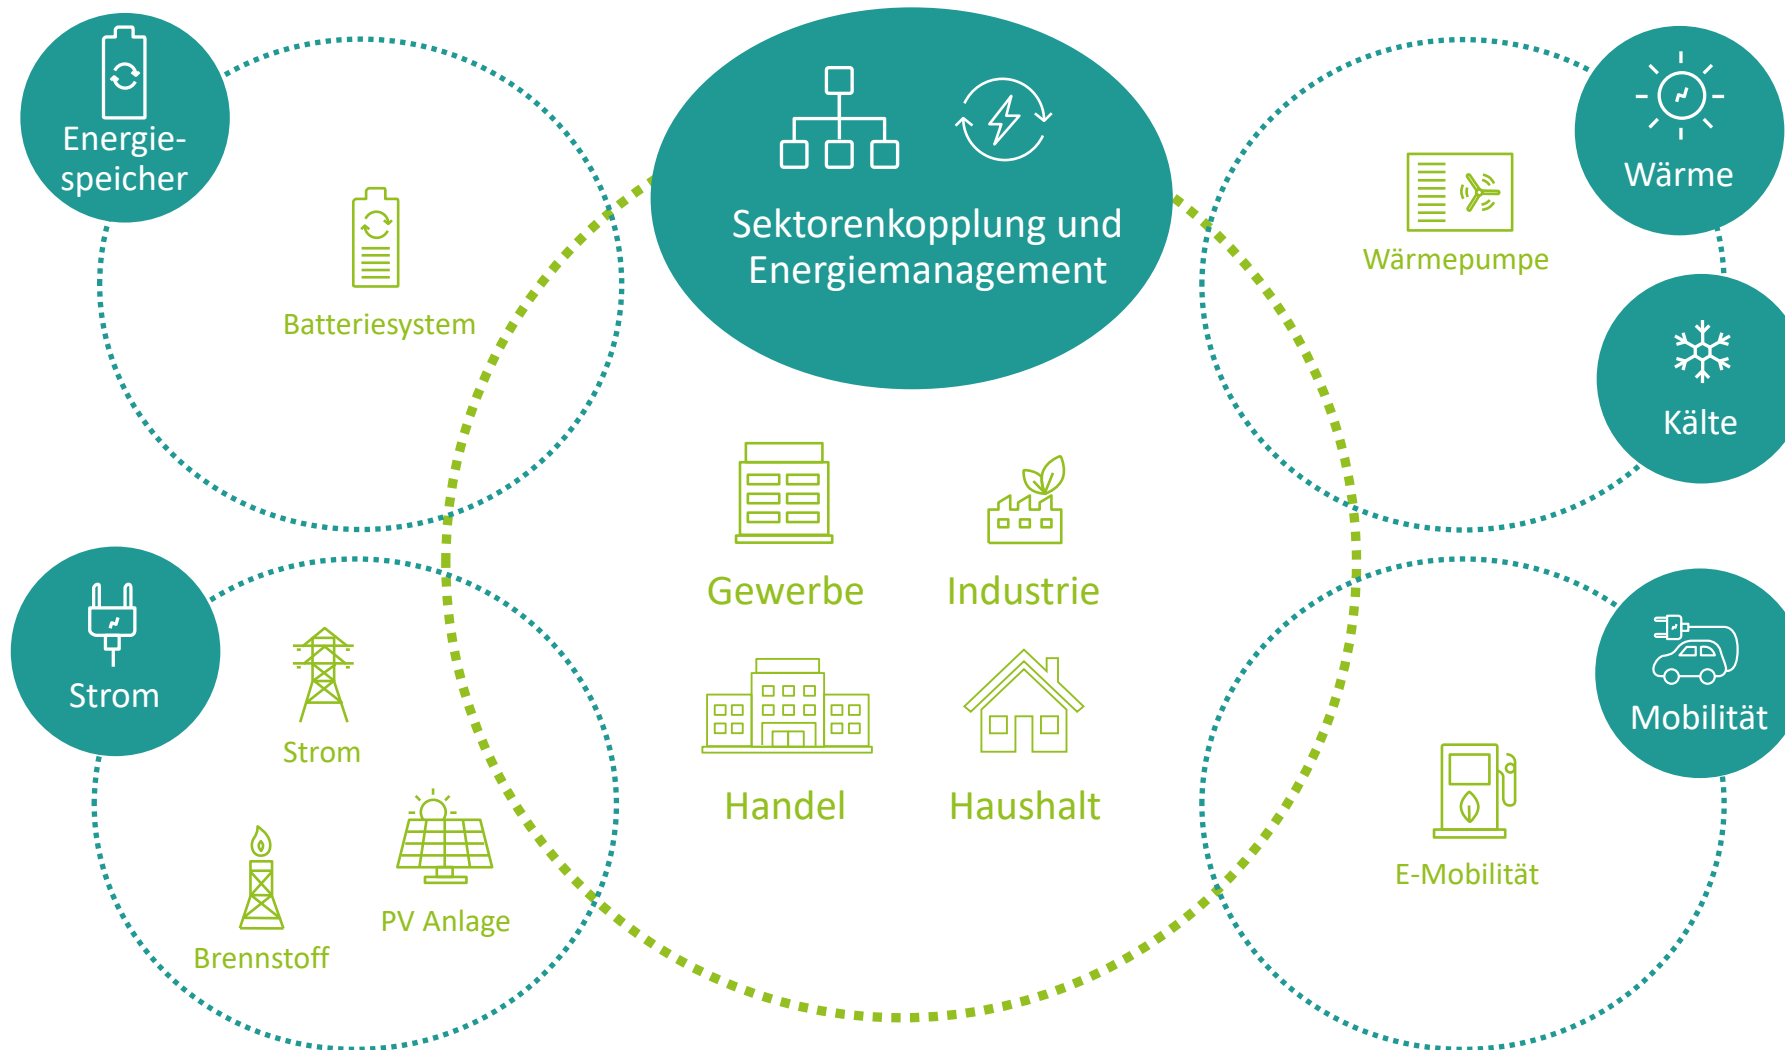 Energie-
speicher
Sektorenkopplung und
Energiemanagement
Wärme
Wärmepumpe
Batteriesystem
Kälte
Gewerbe
Industrie
Strom
Strom
Mobilität
Handel
Haushalt
E-Mobilität
PV Anlage
Brennstoff